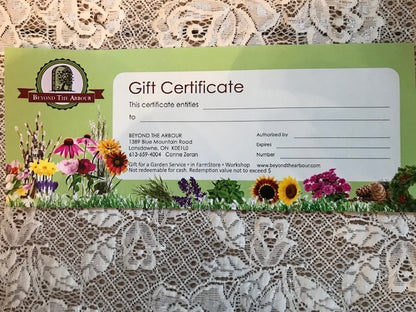 BEYOND THE ARBOUR
Gift Certificate
This certificate entities
to
BEYOND THE ARBOUR
1389 Blue Mountain Road
Lansdowne, ON K0E1L0
613-659-4004 Conne Zeran
Authorized by
Expires
Number
Gift for a Garden Service • in FarmStore • Workshop www.beyondthearbour.com
Not redeemable for cash. Redemption value not to exceed $